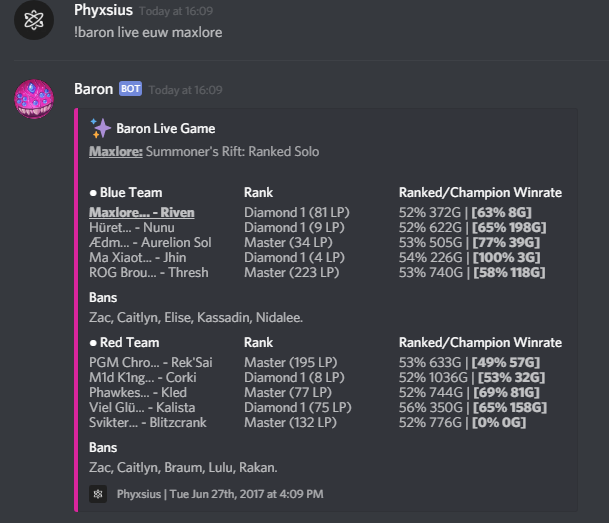 Phyxsius Today at 16:09
!baron live euw maxlore
Baron BOT Today at 16:09
Baron Live Game
Maxlore: Summoner's Rift: Ranked Solo
● Blue Team Rank Ranked/Champion Winrate
Maxlore... - Riven Diamond 1 (81 LP) 52% 372G | [63% 8G]
Hüret... - Nunu Diamond 1 (9 LP) 52% 622G | [65% 198G]
Ædm... - Aurelion Sol Master (34 LP) 53% 505G | [77% 39G]
Ma Xiaot... - Jhin Diamond 1 (4 LP) 54% 226G | [100% 3G]
ROG Brou... - Thresh Master (223 LP) 53% 740G | [58% 118G]
Bans
Zac, Caitlyn, Elise, Kassadin, Nidalee.
● Red Team Rank Ranked/Champion Winrate
PGM Chro... - Rek'Sai Master (195 LP) 53% 633G | [49% 57G]
M1d K1ng... - Corki Diamond 1 (8 LP) 52% 1036G | [53% 32G]
Phawkes... - Kled Master (77 LP) 52% 744G | [69% 81G]
Viel Glü... - Kalista Diamond 1 (75 LP) 56% 350G | [65% 158G]
Svikter... - Blitzcrank Master (132 LP) 52% 776G | [0% 0G]
Bans
Zac, Caitlyn, Braum, Lulu, Rakan.
Phyxsius | Tue Jun 27th, 2017 at 4:09 PM